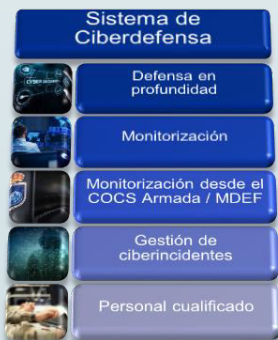 Sistema de
Ciberdefensa
Defensa en
profundidad
Monitorización
Monitorización desde el
COCS Armada / MDEF
Gestión de
ciberincidentes
Personal cualificado